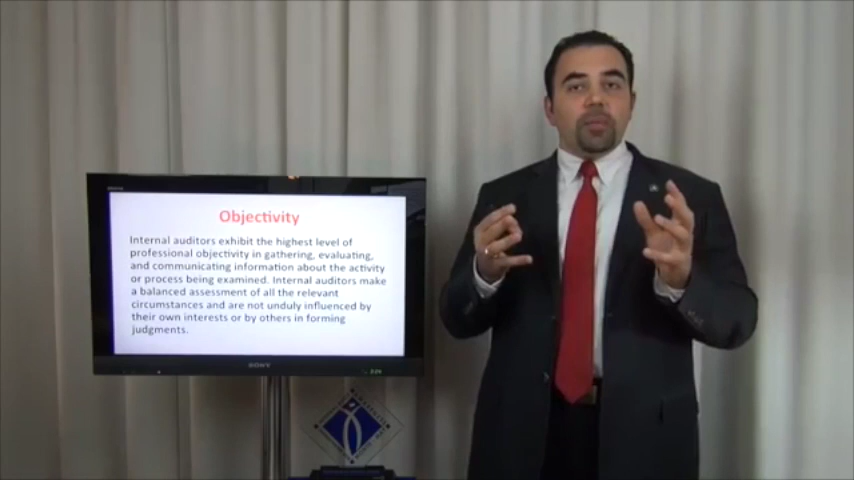 Objectivity
Internal auditors exhibit the highest level of
professional objectivity in gathering, evaluating,
and communicating information about the activity
or process being examined. Internal auditors make
a balanced assessment of all the relevant
circumstances and are not unduly influenced by
their own interests or by others in forming
judgments.
SONY